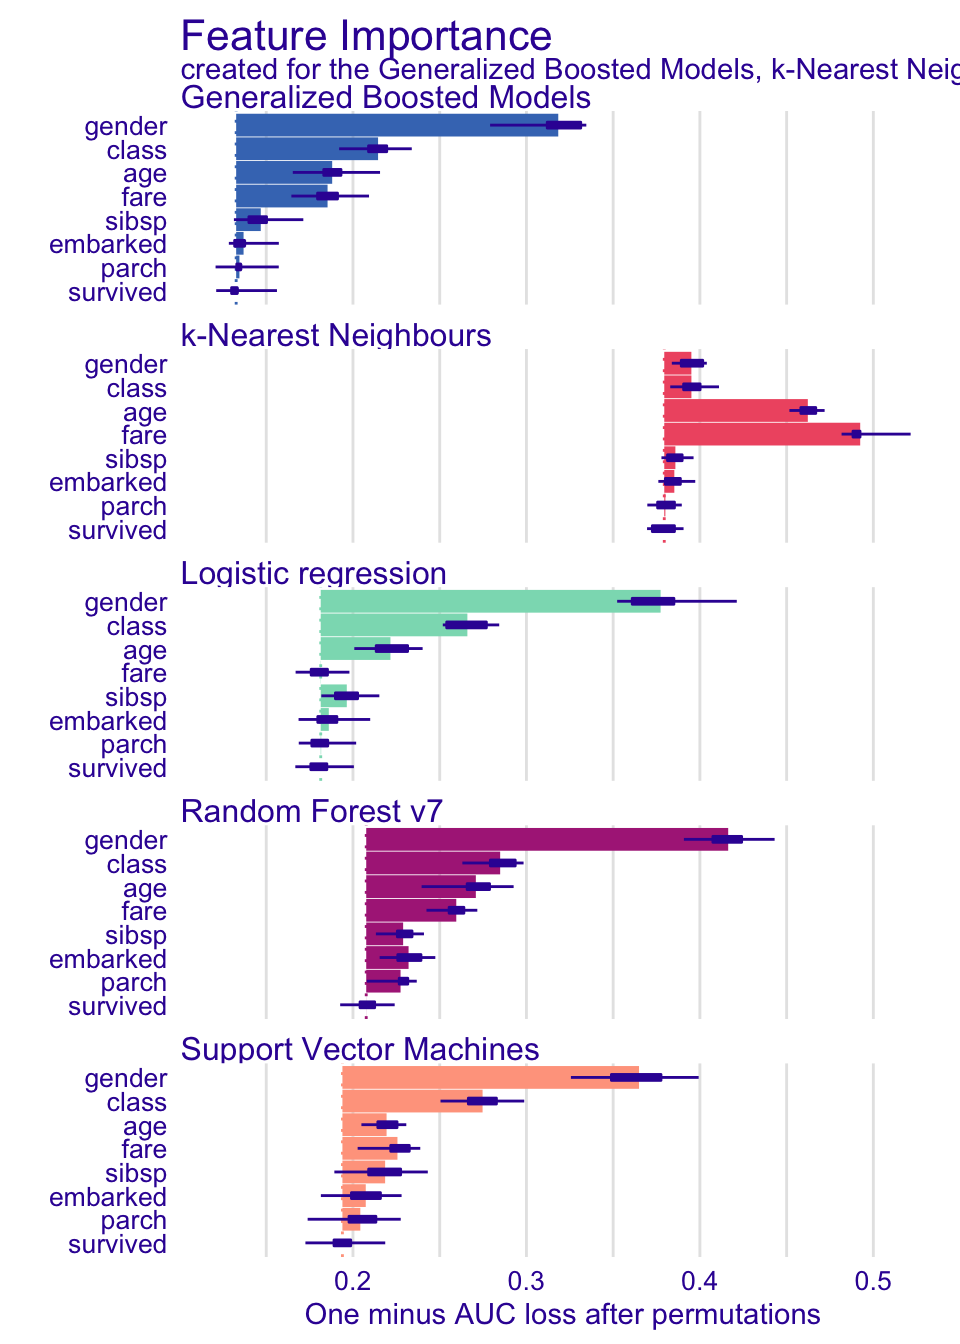 Feature Importance
created for the Generalized Boosted Models, k-Nearest Neig
Generalized Boosted Models
gender
class
age
fare
sibsp
embarked
parch
survived
k-Nearest Neighbours
gender
class
age
fare
sibsp
embarked
parch
survived
Logistic regression
gender
class
age
fare
sibsp
embarked
parch
survived
Random Forest v7
gender
class
age
fare
sibsp
embarked
parch
survived
Support Vector Machines
gender
class
age
fare
sibsp
embarked
parch
survived
0.2 0.3 0.4 0.5
One minus AUC loss after permutations